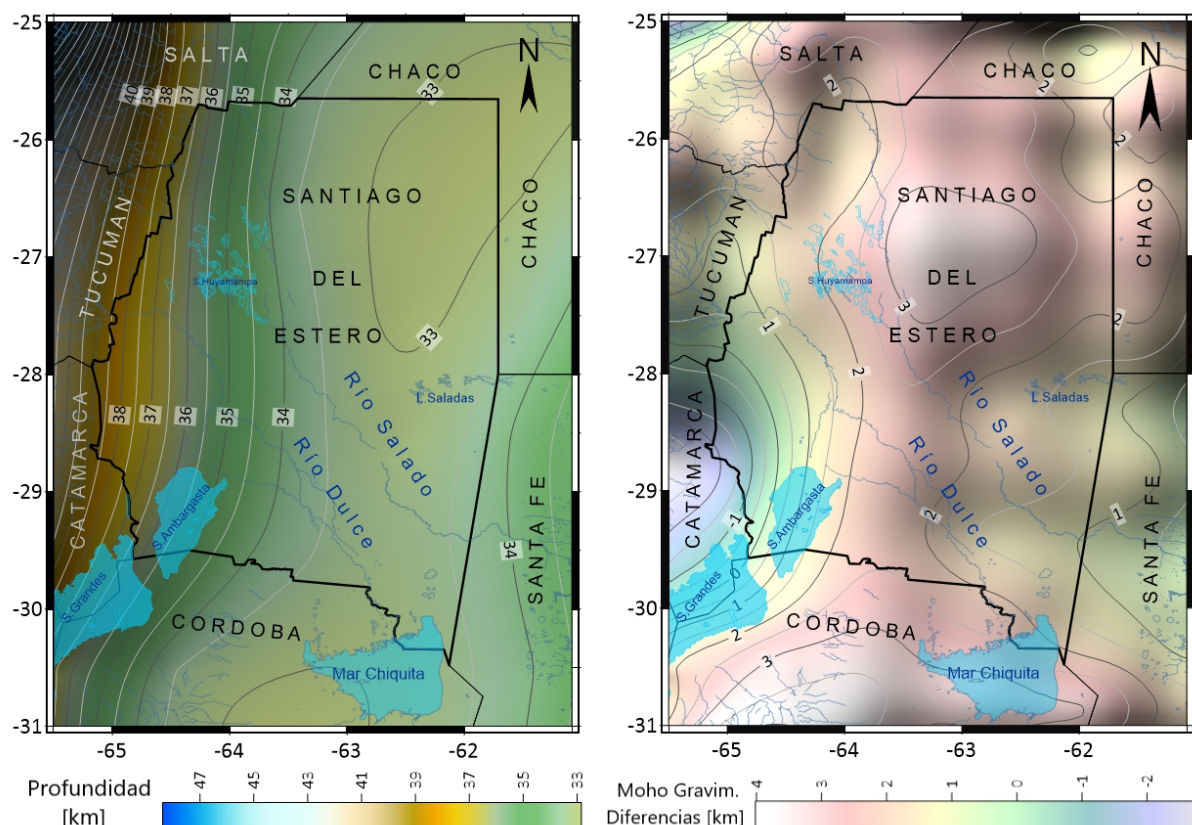 -25
-26
-27
-28
-29
-30
-31
-65 -64 -63 -62
SALTA
CHACO
N
40 39 38 37 36 35 34 33
SANTIAGO
DEL
ESTERO
TUCUMAN
CHACO
S.Huyamampa
33
38 37 36 35 34
L.Saladas
Río Salado
Río Dulce
CATAMARCA
S.Ambargasta
S.Grandes
34
SANTA FE
CORDOBA
Mar Chiquita
Profundidad
[km]
47 45 43 41 39 37 35 33
-25
-26
-27
-28
-29
-30
-31
-65 -64 -63 -62
SALTA
CHACO
N
2
2
2
SANTIAGO
DEL
ESTERO
TUCUMAN
CHACO
S.Huyamampa
3
1
2
2
L.Saladas
Río Salado
Río Dulce
CATAMARCA
S.Ambargasta
S.Grandes
-1
0
1
2
3
2
1
SANTA FE
CORDOBA
Mar Chiquita
Moho Gravim.
Diferencias [km]
4 3 2 1 0 -1 -2